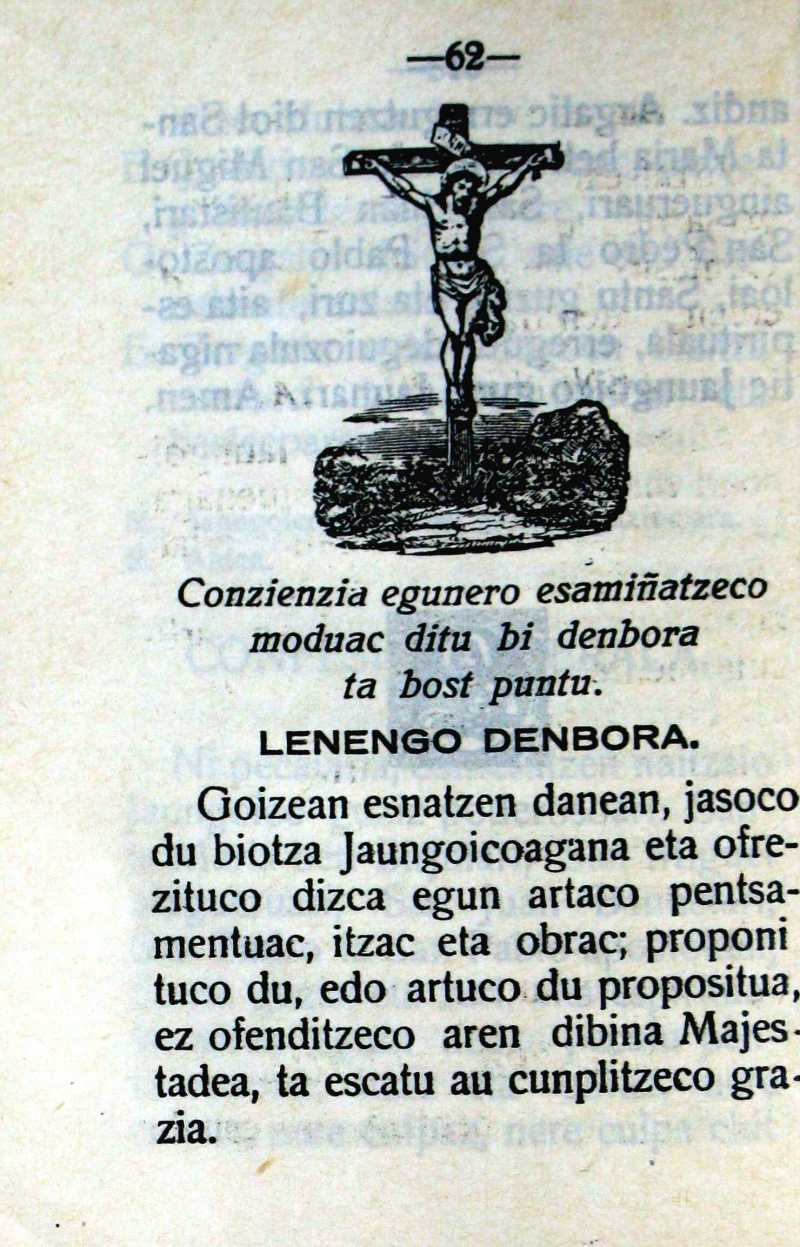 —62—
Conzienzia egunero esamiñatzeco
moduac ditu bi denbora
ta bost puntu.
LENENGO DENBORA.
Goizean esnatzen danean, jasoco
du biotza Jaungoicoagana eta ofre-
zituco dizca egun artaco pentsa-
mentuac, itzac eta obrac; proponi
tuco du, edo artuco du propositua,
ez ofenditzeco aren dibina Majes-
tadea, ta escatu au cunplitzeco gra-
zia.